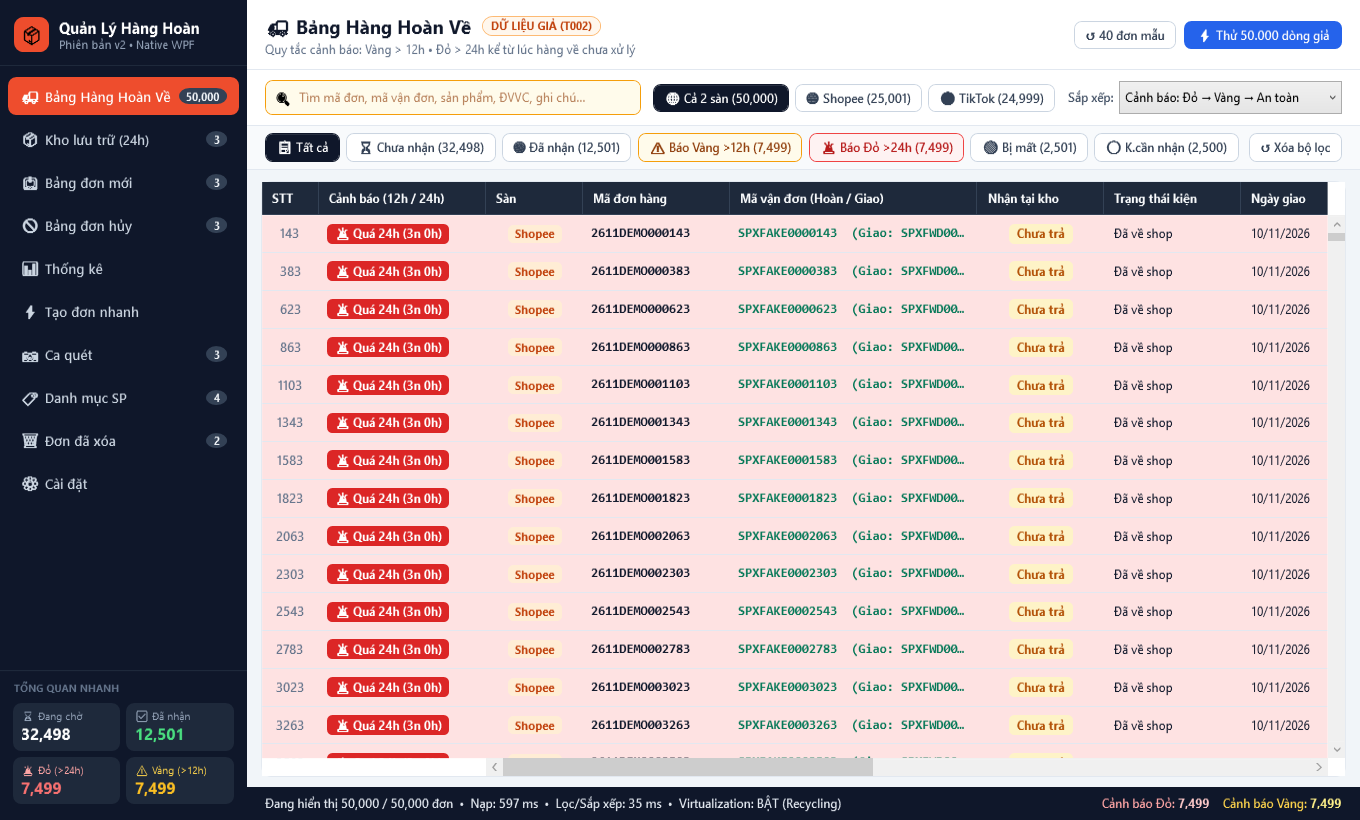 Quản Lý Hàng Hoàn
Phiên bản v2 • Native WPF
Bảng Hàng Hoàn Về 50,000
Kho lưu trữ (24h) 3
Bảng đơn mới 3
Bảng đơn hủy 3
Thống kê
Tạo đơn nhanh
Ca quét 3
Danh mục SP 4
Đơn đã xóa 2
Cài đặt
TỔNG QUAN NHANH
Đang chờ
32,498
Đã nhận
12,501
Đỏ (>24h)
7,499
Vàng (>12h)
7,499
Bảng Hàng Hoàn Về DỮ LIỆU GIẢ (T002)
Quy tắc cảnh báo: Vàng > 12h • Đỏ > 24h kể từ lúc hàng về chưa xử lý
↺ 40 đơn mẫu
Thử 50.000 dòng giả
Tìm mã đơn, mã vận đơn, sản phẩm, ĐVVC, ghi chú...
Cả 2 sàn (50,000) Shopee (25,001) TikTok (24,999) Sắp xếp: Cảnh báo: Đỏ → Vàng → An toàn
Tất cả Chưa nhận (32,498) Đã nhận (12,501) Báo Vàng >12h (7,499) Báo Đỏ >24h (7,499) Bị mất (2,501) K.cần nhận (2,500) ↺ Xóa bộ lọc
STT Cảnh báo (12h / 24h) Sàn Mã đơn hàng Mã vận đơn (Hoàn / Giao) Nhận tại kho Trạng thái kiện Ngày giao
143 Quá 24h (3n 0h) Shopee 2611DEMO000143 SPXFAKE0000143 (Giao: SPXFWD00… Chưa trả Đã về shop 10/11/2026
383 Quá 24h (3n 0h) Shopee 2611DEMO000383 SPXFAKE0000383 (Giao: SPXFWD00… Chưa trả Đã về shop 10/11/2026
623 Quá 24h (3n 0h) Shopee 2611DEMO000623 SPXFAKE0000623 (Giao: SPXFWD00… Chưa trả Đã về shop 10/11/2026
863 Quá 24h (3n 0h) Shopee 2611DEMO000863 SPXFAKE0000863 (Giao: SPXFWD00… Chưa trả Đã về shop 10/11/2026
1103 Quá 24h (3n 0h) Shopee 2611DEMO001103 SPXFAKE0001103 (Giao: SPXFWD00… Chưa trả Đã về shop 10/11/2026
1343 Quá 24h (3n 0h) Shopee 2611DEMO001343 SPXFAKE0001343 (Giao: SPXFWD00… Chưa trả Đã về shop 10/11/2026
1583 Quá 24h (3n 0h) Shopee 2611DEMO001583 SPXFAKE0001583 (Giao: SPXFWD00… Chưa trả Đã về shop 10/11/2026
1823 Quá 24h (3n 0h) Shopee 2611DEMO001823 SPXFAKE0001823 (Giao: SPXFWD00… Chưa trả Đã về shop 10/11/2026
2063 Quá 24h (3n 0h) Shopee 2611DEMO002063 SPXFAKE0002063 (Giao: SPXFWD00… Chưa trả Đã về shop 10/11/2026
2303 Quá 24h (3n 0h) Shopee 2611DEMO002303 SPXFAKE0002303 (Giao: SPXFWD00… Chưa trả Đã về shop 10/11/2026
2543 Quá 24h (3n 0h) Shopee 2611DEMO002543 SPXFAKE0002543 (Giao: SPXFWD00… Chưa trả Đã về shop 10/11/2026
2783 Quá 24h (3n 0h) Shopee 2611DEMO002783 SPXFAKE0002783 (Giao: SPXFWD00… Chưa trả Đã về shop 10/11/2026
3023 Quá 24h (3n 0h) Shopee 2611DEMO003023 SPXFAKE0003023 (Giao: SPXFWD00… Chưa trả Đã về shop 10/11/2026
3263 Quá 24h (3n 0h) Shopee 2611DEMO003263 SPXFAKE0003263 (Giao: SPXFWD00… Chưa trả Đã về shop 10/11/2026
Đang hiển thị 50,000 / 50,000 đơn • Nạp: 597 ms • Lọc/Sắp xếp: 35 ms • Virtualization: BẬT (Recycling) Cảnh báo Đỏ: 7,499 Cảnh báo Vàng: 7,499